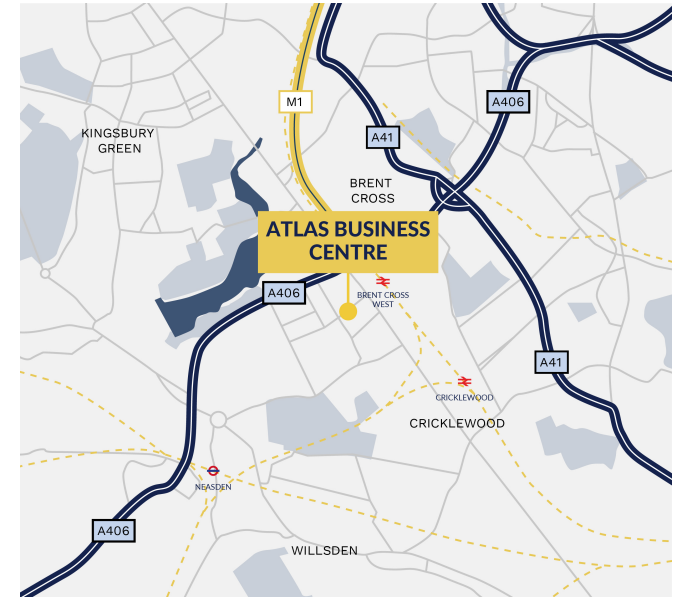 M1
A406
A41
KINGSBURY
GREEN
BRENT
CROSS
ATLAS BUSINESS
CENTRE
A406
BRENT CROSS
WEST
A41
CRICKLEWOOD
CRICKLEWOOD
NEASDEN
A406
WILLSDEN